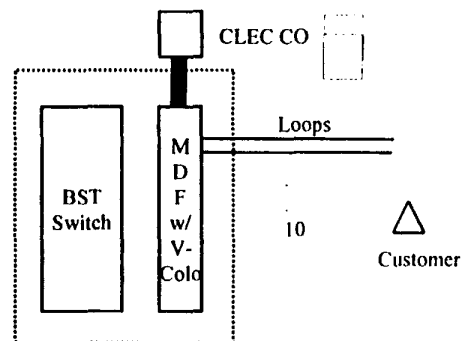 CLEC CO
Loops
BST
Switch
M
D
F
w/
V-
Colo
10
Customer